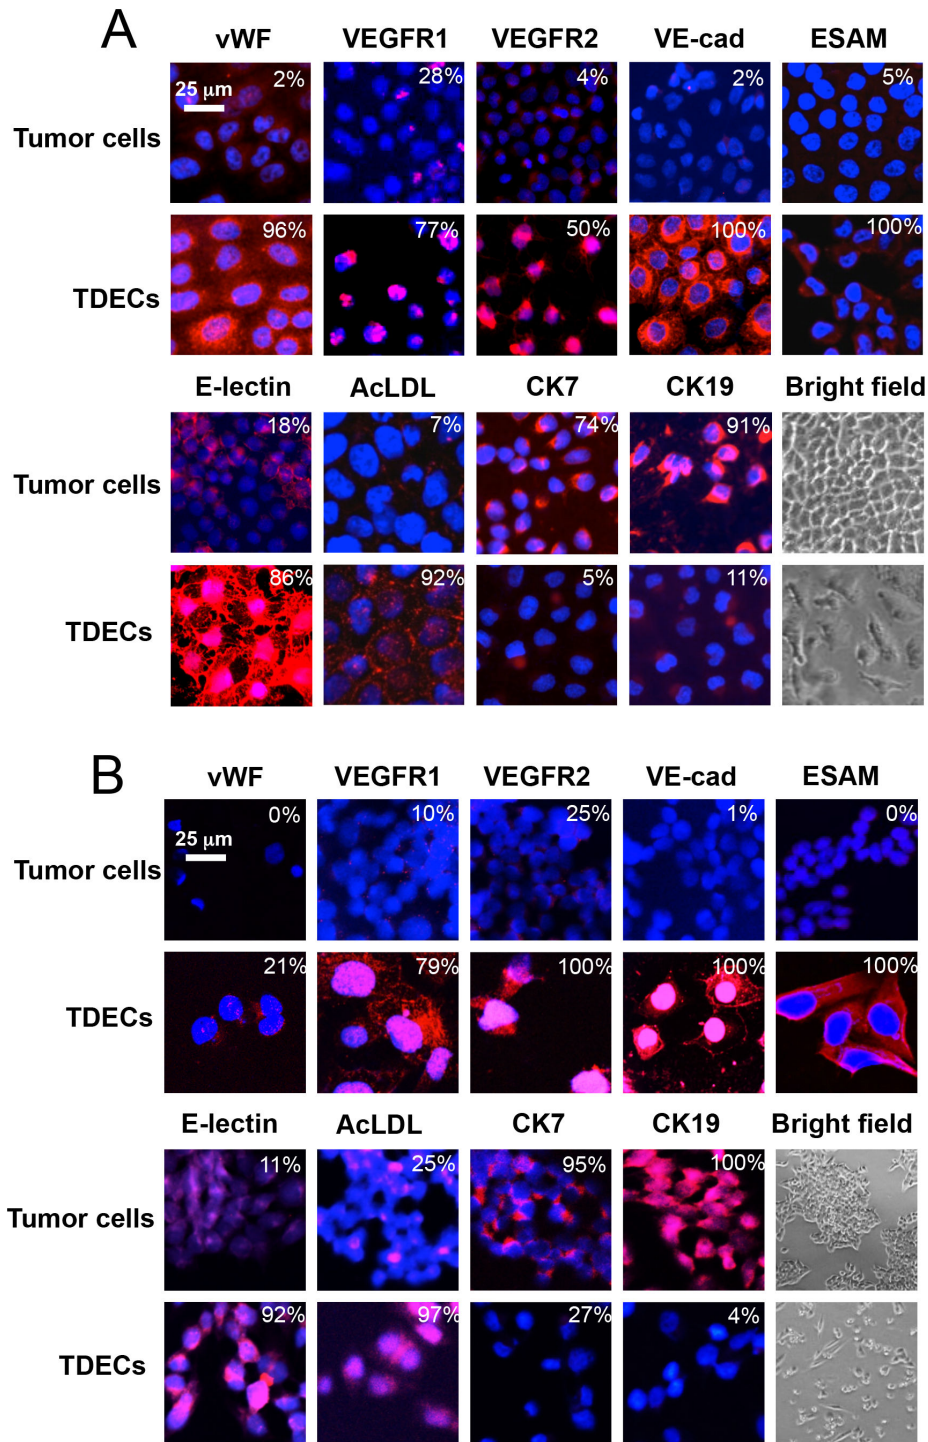 A
vWF VEGFR1 VEGFR2 VE-cad ESAM
Tumor cells 2% 28% 4% 2% 5%
25 μm
TDECs 96% 77% 50% 100% 100%
E-lectin AcLDL CK7 CK19 Bright field
Tumor cells 18% 7% 74% 91%
TDECs 86% 92% 5% 11%
B
vWF VEGFR1 VEGFR2 VE-cad ESAM
Tumor cells 0% 10% 25% 1% 0%
25 μm
TDECs 21% 79% 100% 100% 100%
E-lectin AcLDL CK7 CK19 Bright field
Tumor cells 11% 25% 95% 100%
TDECs 92% 97% 27% 4%